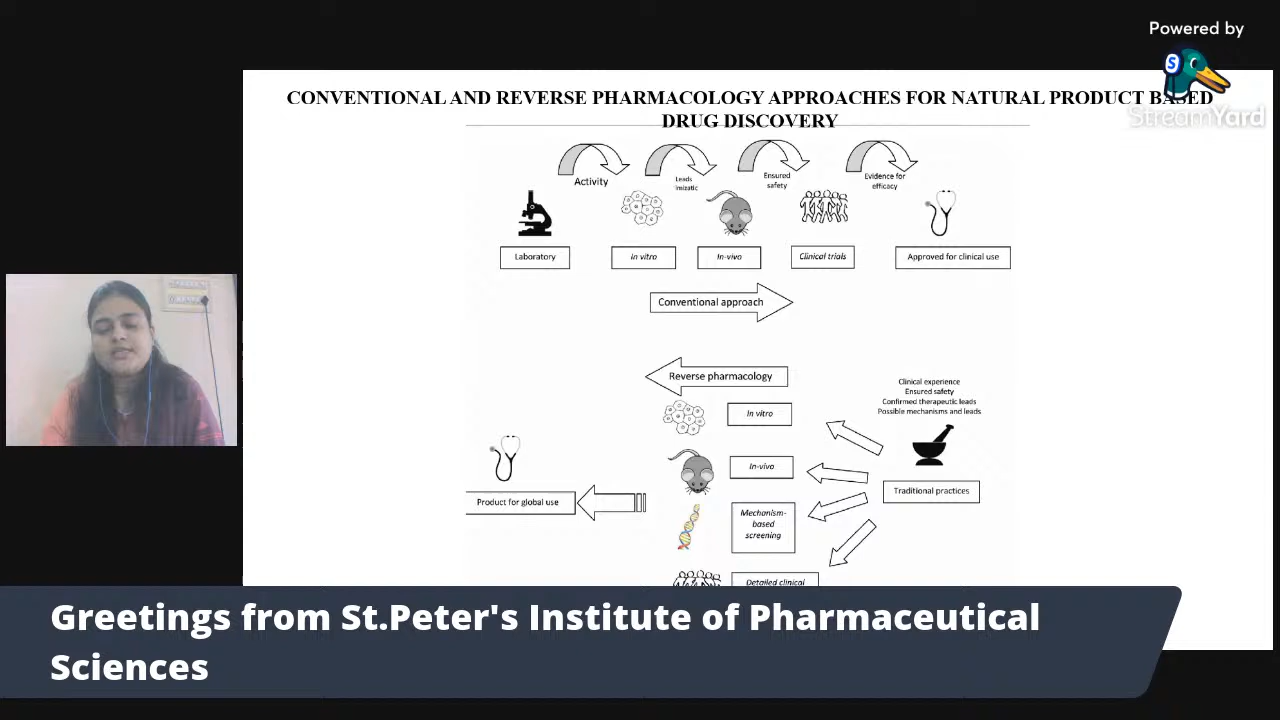 Powered by
S
StreamYard
CONVENTIONAL AND REVERSE PHARMACOLOGY APPROACHES FOR NATURAL PRODUCT BASED
DRUG DISCOVERY
Activity
Leads
imizatic
Ensured
safety
Evidence for
efficacy
Laboratory
In vitro
In-vivo
Clinical trials
Approved for clinical use
Conventional approach
Reverse pharmacology
Clinical experience
Ensured safety
Confirmed therapeutic leads
Possible mechanisms and leads
In vitro
In-vivo
Traditional practices
Product for global use
Mechanism-
based
screening
Detailed clinical
Greetings from St.Peter's Institute of Pharmaceutical
Sciences